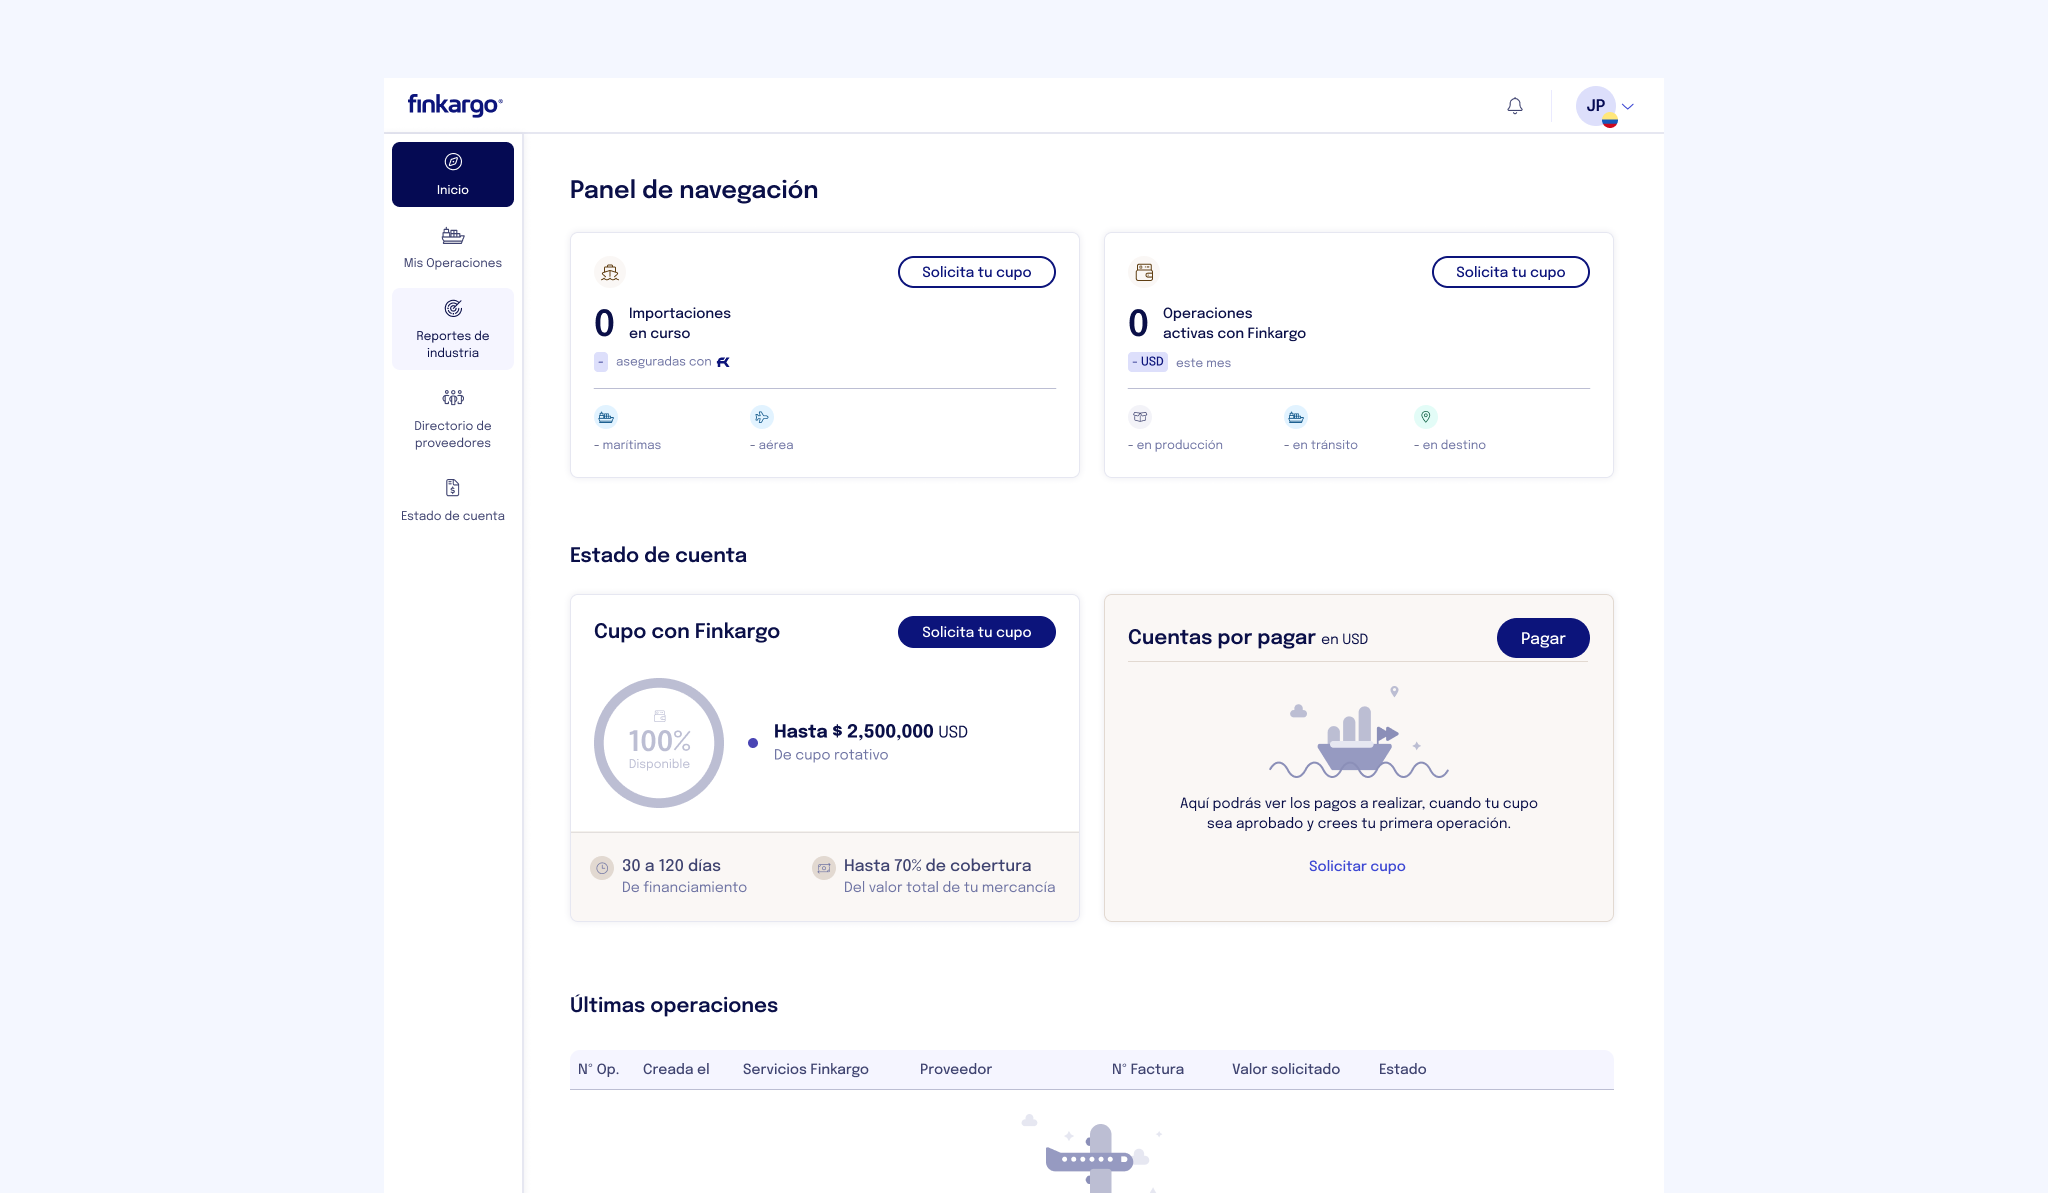 finkargo®
JP
Inicio
Mis Operaciones
Reportes de
industria
Directorio de
proveedores
Estado de cuenta
Panel de navegación
Solicita tu cupo
0
Importaciones
en curso
- aseguradas con
- marítimas
- aérea
Solicita tu cupo
0
Operaciones
activas con Finkargo
- USD este mes
- en producción
- en tránsito
- en destino
Estado de cuenta
Cupo con Finkargo
Solicita tu cupo
100%
Disponible
Hasta $ 2,500,000 USD
De cupo rotativo
30 a 120 días
De financiamiento
Hasta 70% de cobertura
Del valor total de tu mercancía
Cuentas por pagar en USD
Pagar
Aquí podrás ver los pagos a realizar, cuando tu cupo
sea aprobado y crees tu primera operación.
Solicitar cupo
Últimas operaciones
N° Op. Creada el Servicios Finkargo Proveedor N° Factura Valor solicitado Estado